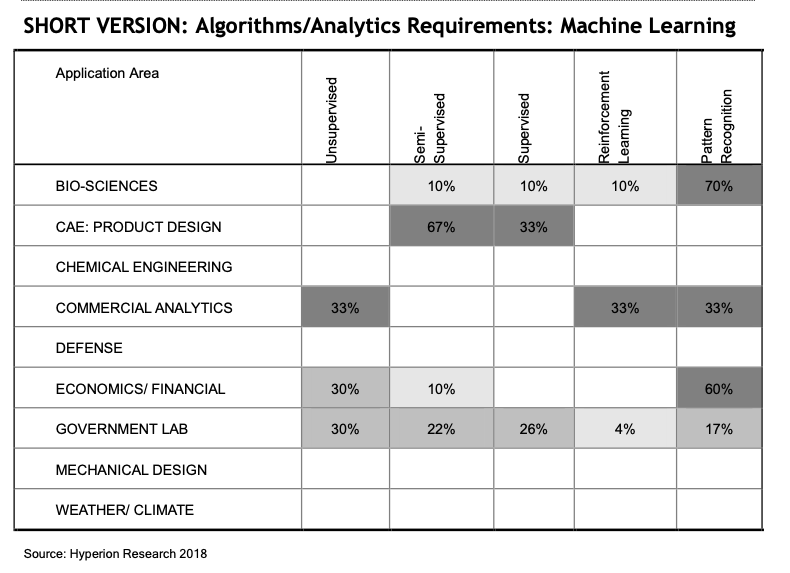 SHORT VERSION: Algorithms/Analytics Requirements: Machine Learning
Application Area
Unsupervised
Semi-
Supervised
Supervised
Reinforcement
Learning
Pattern
Recognition
BIO-SCIENCES 10% 10% 10% 70%
CAE: PRODUCT DESIGN 67% 33%
CHEMICAL ENGINEERING
COMMERCIAL ANALYTICS 33% 33% 33%
DEFENSE
ECONOMICS/ FINANCIAL 30% 10% 60%
GOVERNMENT LAB 30% 22% 26% 4% 17%
MECHANICAL DESIGN
WEATHER/ CLIMATE
Source: Hyperion Research 2018